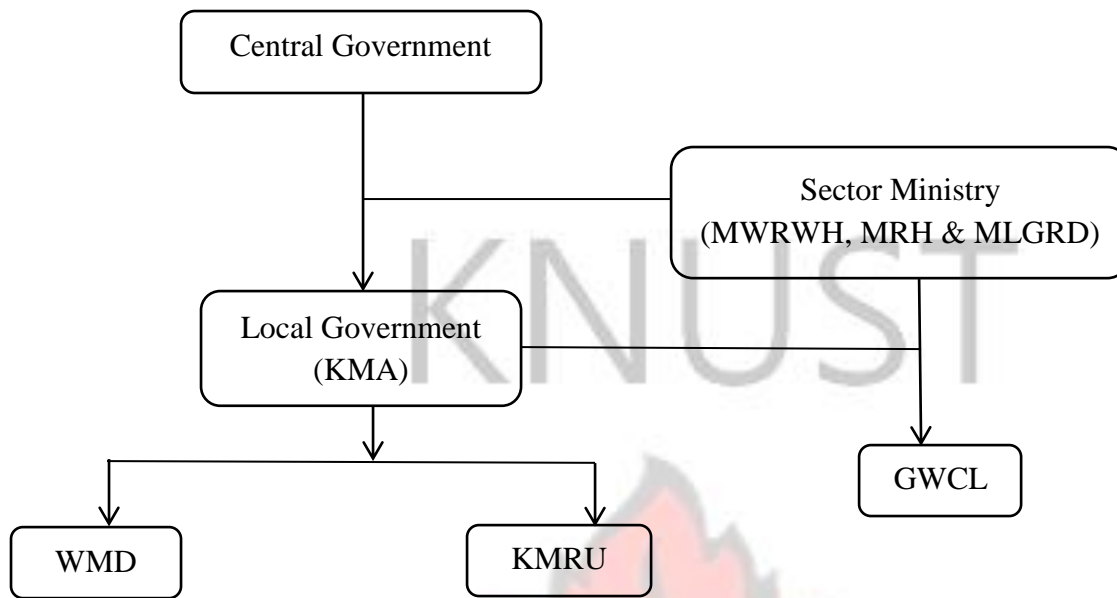 Central Government
Sector Ministry
(MWRWH, MRH & MLGRD)
KNUST
Local Government
(KMA)
GWCL
WMD
KMRU